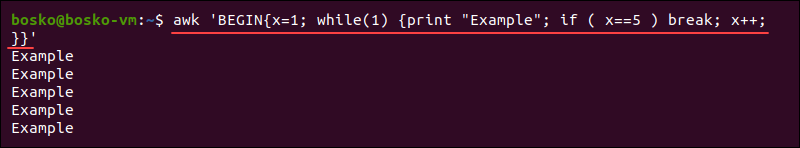 bosko@bosko-vm:~$ awk 'BEGIN{x=1; while(1) {print "Example"; if ( x==5 ) break; x++;
}}'
Example
Example
Example
Example
Example